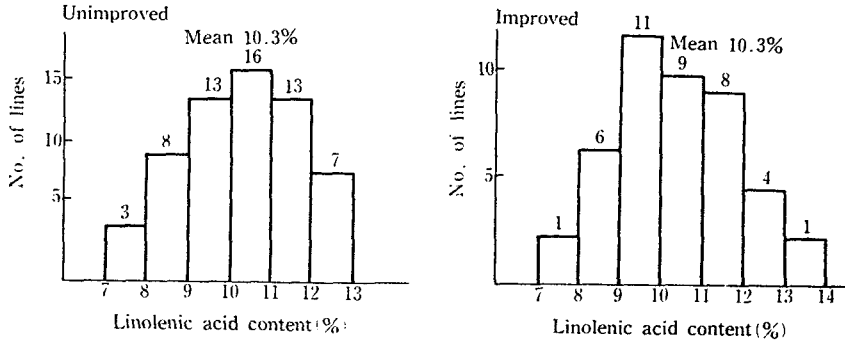 Unimproved
Mean 10.3%
16
13
13
8
7
3
15
10
5
No. of lines
7 8 9 10 11 12 13
Linolenic acid content (%)
Improved
11
Mean 10.3%
9
8
6
4
1
1
10
5
No. of lines
7 8 9 10 11 12 13 14
Linolenic acid content (%)